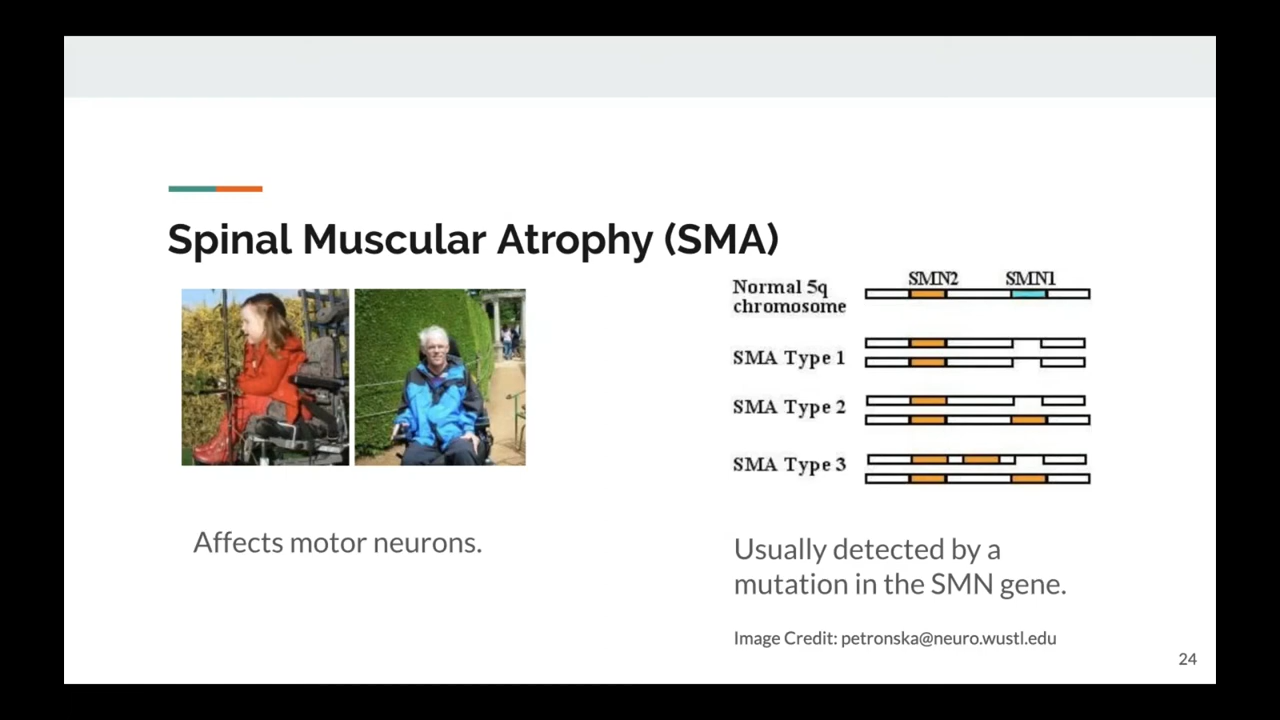 Spinal Muscular Atrophy (SMA)
SMN2 SMN1
Normal 5q
chromosome
SMA Type 1
SMA Type 2
SMA Type 3
Affects motor neurons.
Usually detected by a
mutation in the SMN gene.
Image Credit: petronska@neuro.wustl.edu
24